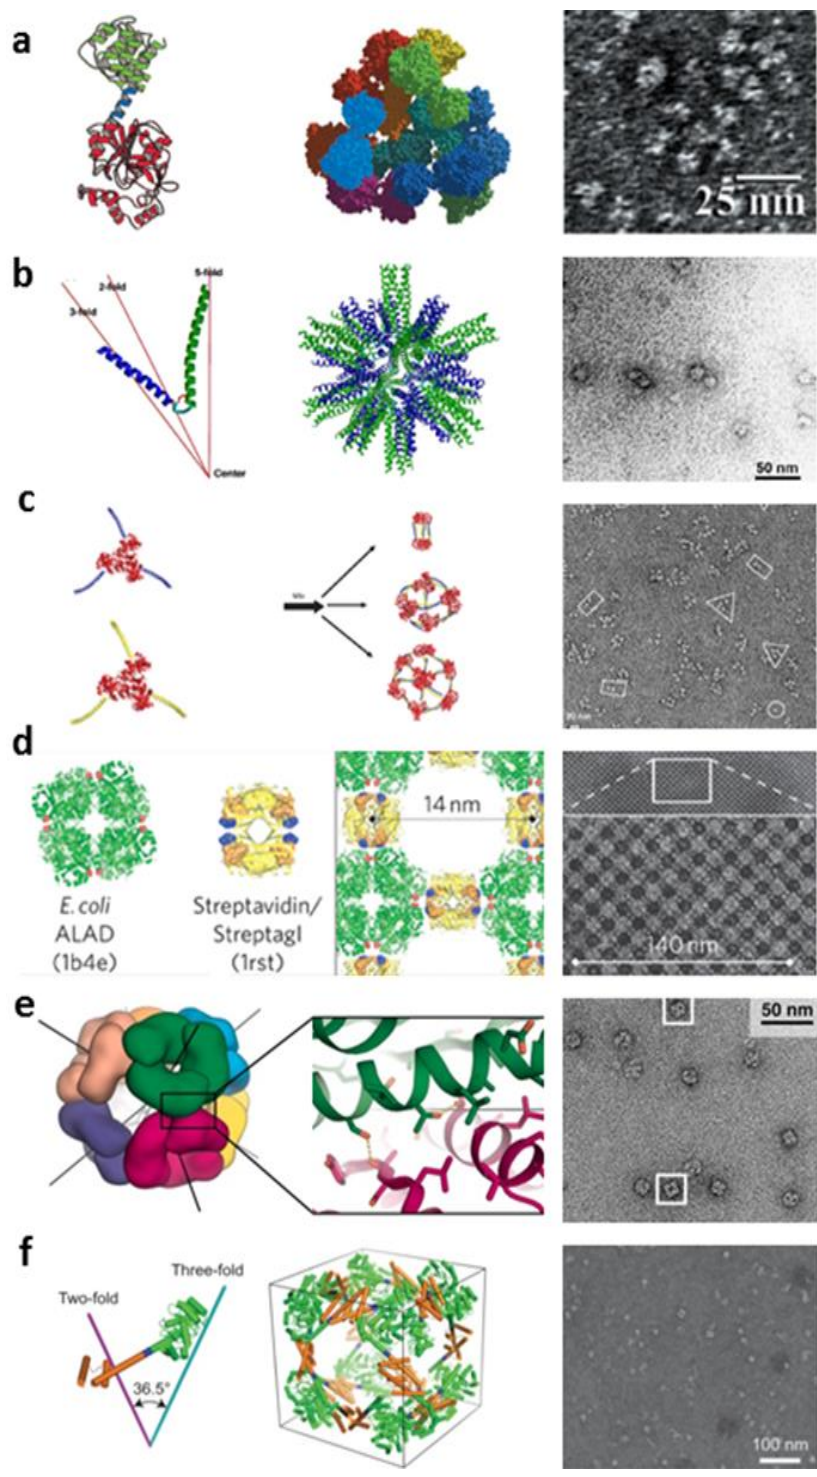 a
25 nm
b
5-fold
2-fold
3-fold
Center
50 nm
c
d
14 nm
E. coli
ALAD
(1b4e)
Streptavidin/
StreptagI
(1rst)
140 nm
e
50 nm
f
Two-fold
Three-fold
36.5°
100 nm